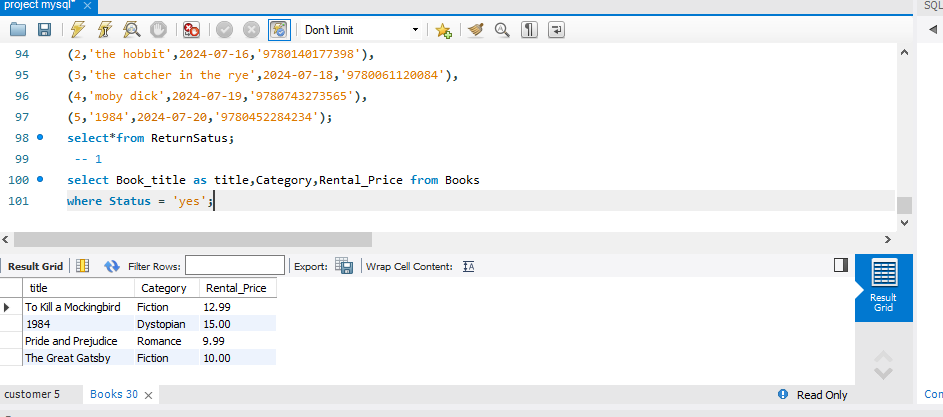 project mysql*
SQL
Don't Limit
94 (2,'the hobbit',2024-07-16,'9780140177398'),
95 (3,'the catcher in the rye',2024-07-18,'9780061120084'),
96 (4,'moby dick',2024-07-19,'9780743273565'),
97 (5,'1984',2024-07-20,'9780452284234');
98 select*from ReturnSatus;
99 -- 1
100 select Book_title as title,Category,Rental_Price from Books
101 where Status = 'yes';
Result Grid Filter Rows: Export: Wrap Cell Content:
title Category Rental_Price
To Kill a Mockingbird Fiction 12.99
1984 Dystopian 15.00
Pride and Prejudice Romance 9.99
The Great Gatsby Fiction 10.00
Result
Grid
customer 5 Books 30 Read Only